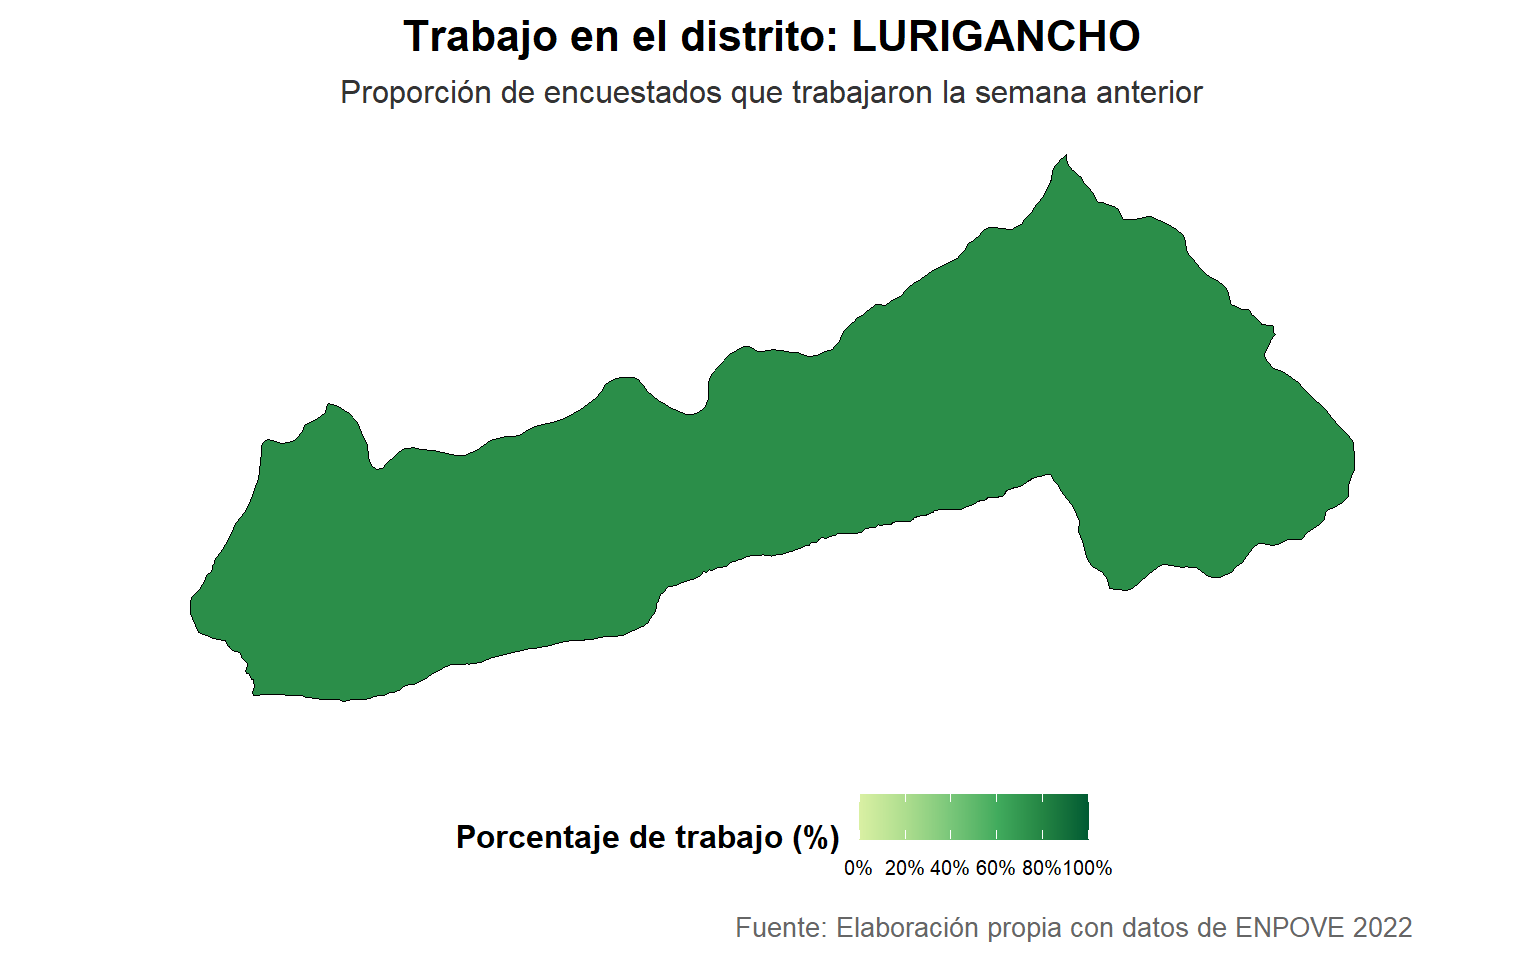 Trabajo en el distrito: LURIGANCHO
Proporción de encuestados que trabajaron la semana anterior
Porcentaje de trabajo (%)
0% 20% 40% 60% 80% 100%
Fuente: Elaboración propia con datos de ENPOVE 2022